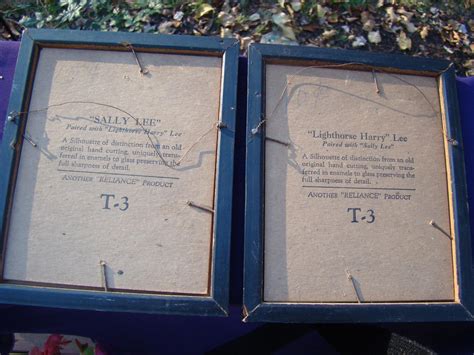 "SALLY LEE"
Paired with "Lighthorse Harry" Lee
A Silhouette of distinction from an old
original hand cutting, uniquely trans-
ferred in enamels to glass preserving the
full sharpness of detail.
ANOTHER "RELIANCE" PRODUCT
T-3
"Lighthorse Harry" Lee
Paired with "Sally Lee"
A Silhouette of distinction from an old
original hand cutting, uniquely trans-
ferred in enamels to glass preserving the
full sharpness of detail.
ANOTHER "RELIANCE" PRODUCT
T-3